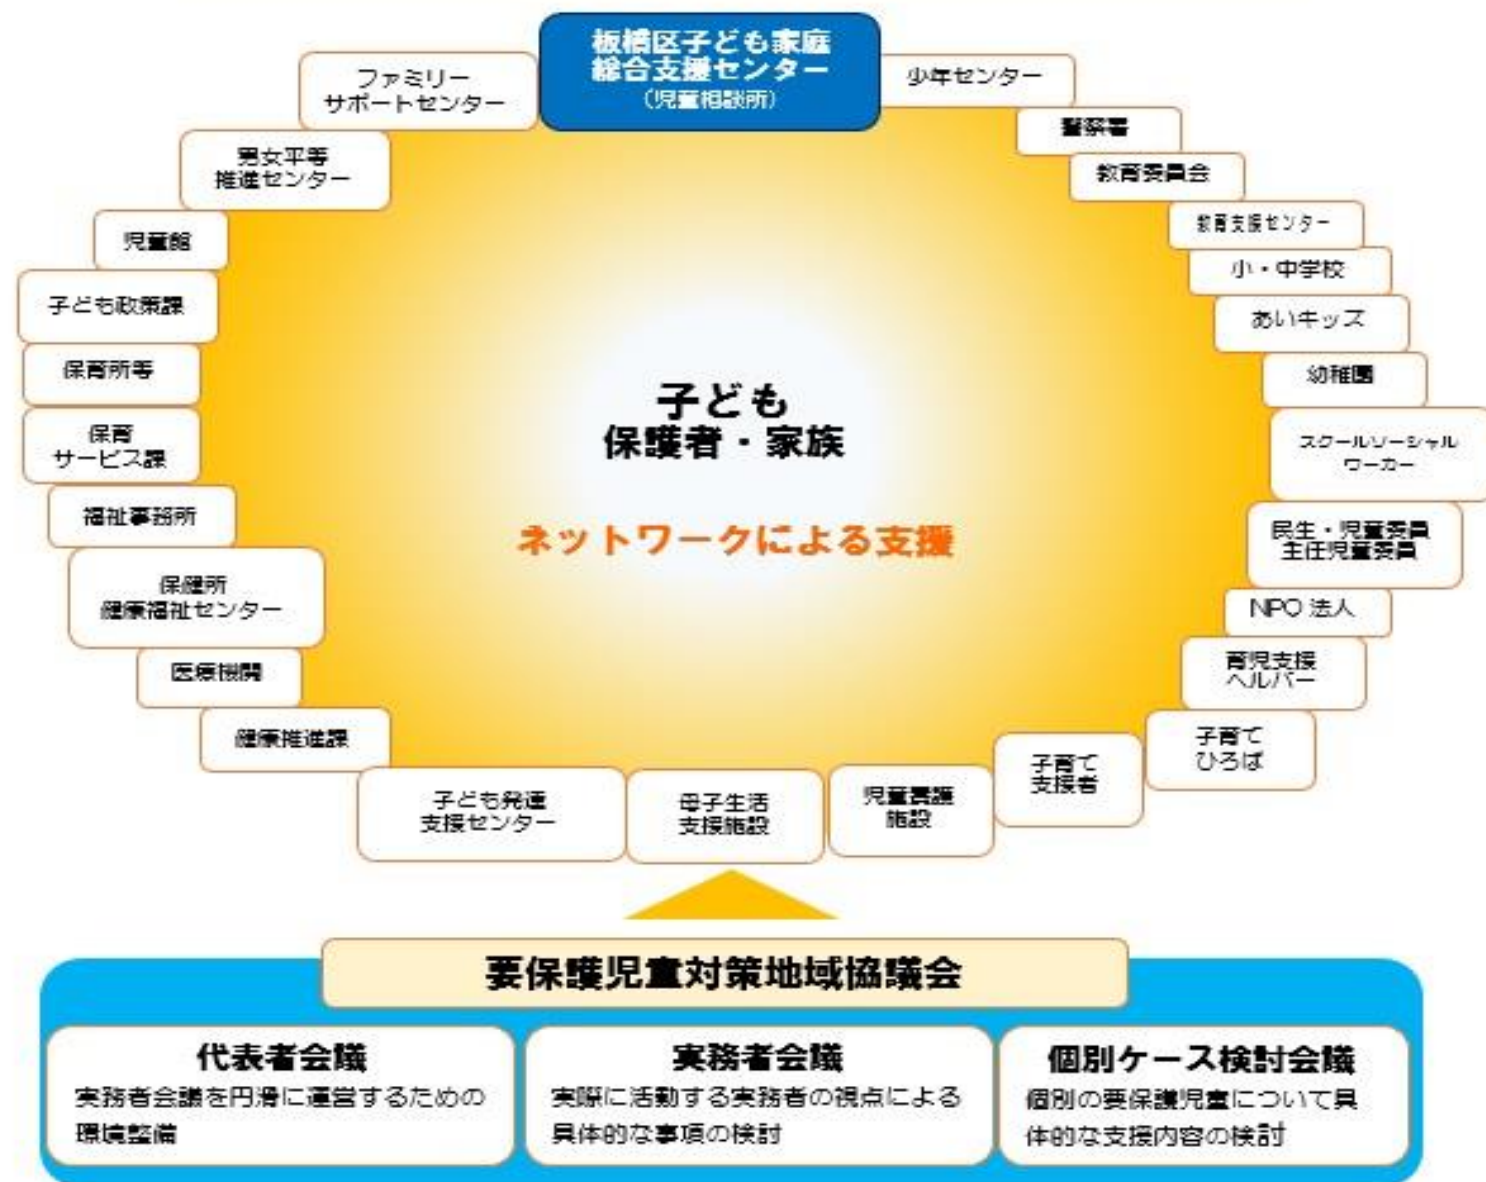 板橋区子ども家庭
総合支援センター
（児童相談所）
ファミリー
サポートセンター
少年センター
警察署
男女平等
推進センター
教育委員会
児童館
教育支援センター
小・中学校
子ども政策課
あいキッズ
保育所等
幼稚園
保育
サービス課
スクールソーシャル
ワーカー
子ども
保護者・家族
福祉事務所
民生・児童委員
主任児童委員
ネットワークによる支援
保健所
健康福祉センター
NPO 法人
医療機関
育児支援
ヘルパー
健康推進課
子育て
ひろば
子育て
支援者
子ども発達
支援センター
母子生活
支援施設
児童養護
施設
要保護児童対策地域協議会
代表者会議
実務者会議を円滑に運営するための
環境整備
実務者会議
実際に活動する実務者の視点による
具体的な事項の検討
個別ケース検討会議
個別の要保護児童について具
体的な支援内容の検討